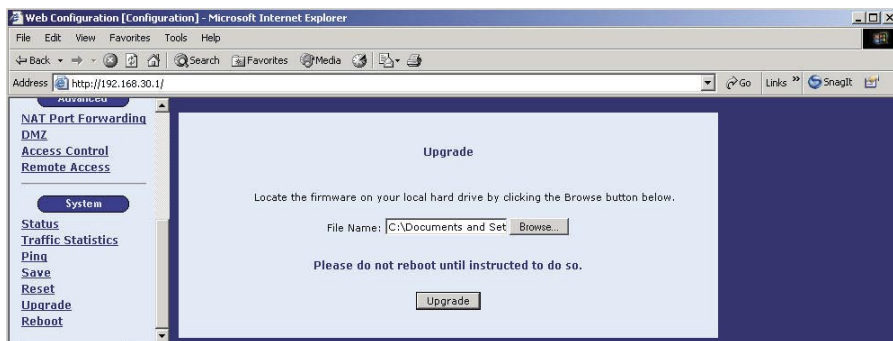 Web Configuration [Configuration] - Microsoft Internet Explorer
File Edit View Favorites Tools Help
Back Search Favorites Media
Address http://192.168.30.1/ Go Links » SnagIt
Advanced
NAT Port Forwarding
DMZ
Access Control
Remote Access
System
Status
Traffic Statistics
Ping
Save
Reset
Upgrade
Reboot
Upgrade
Locate the firmware on your local hard drive by clicking the Browse button below.
File Name: C:\Documents and Set Browse...
Please do not reboot until instructed to do so.
Upgrade